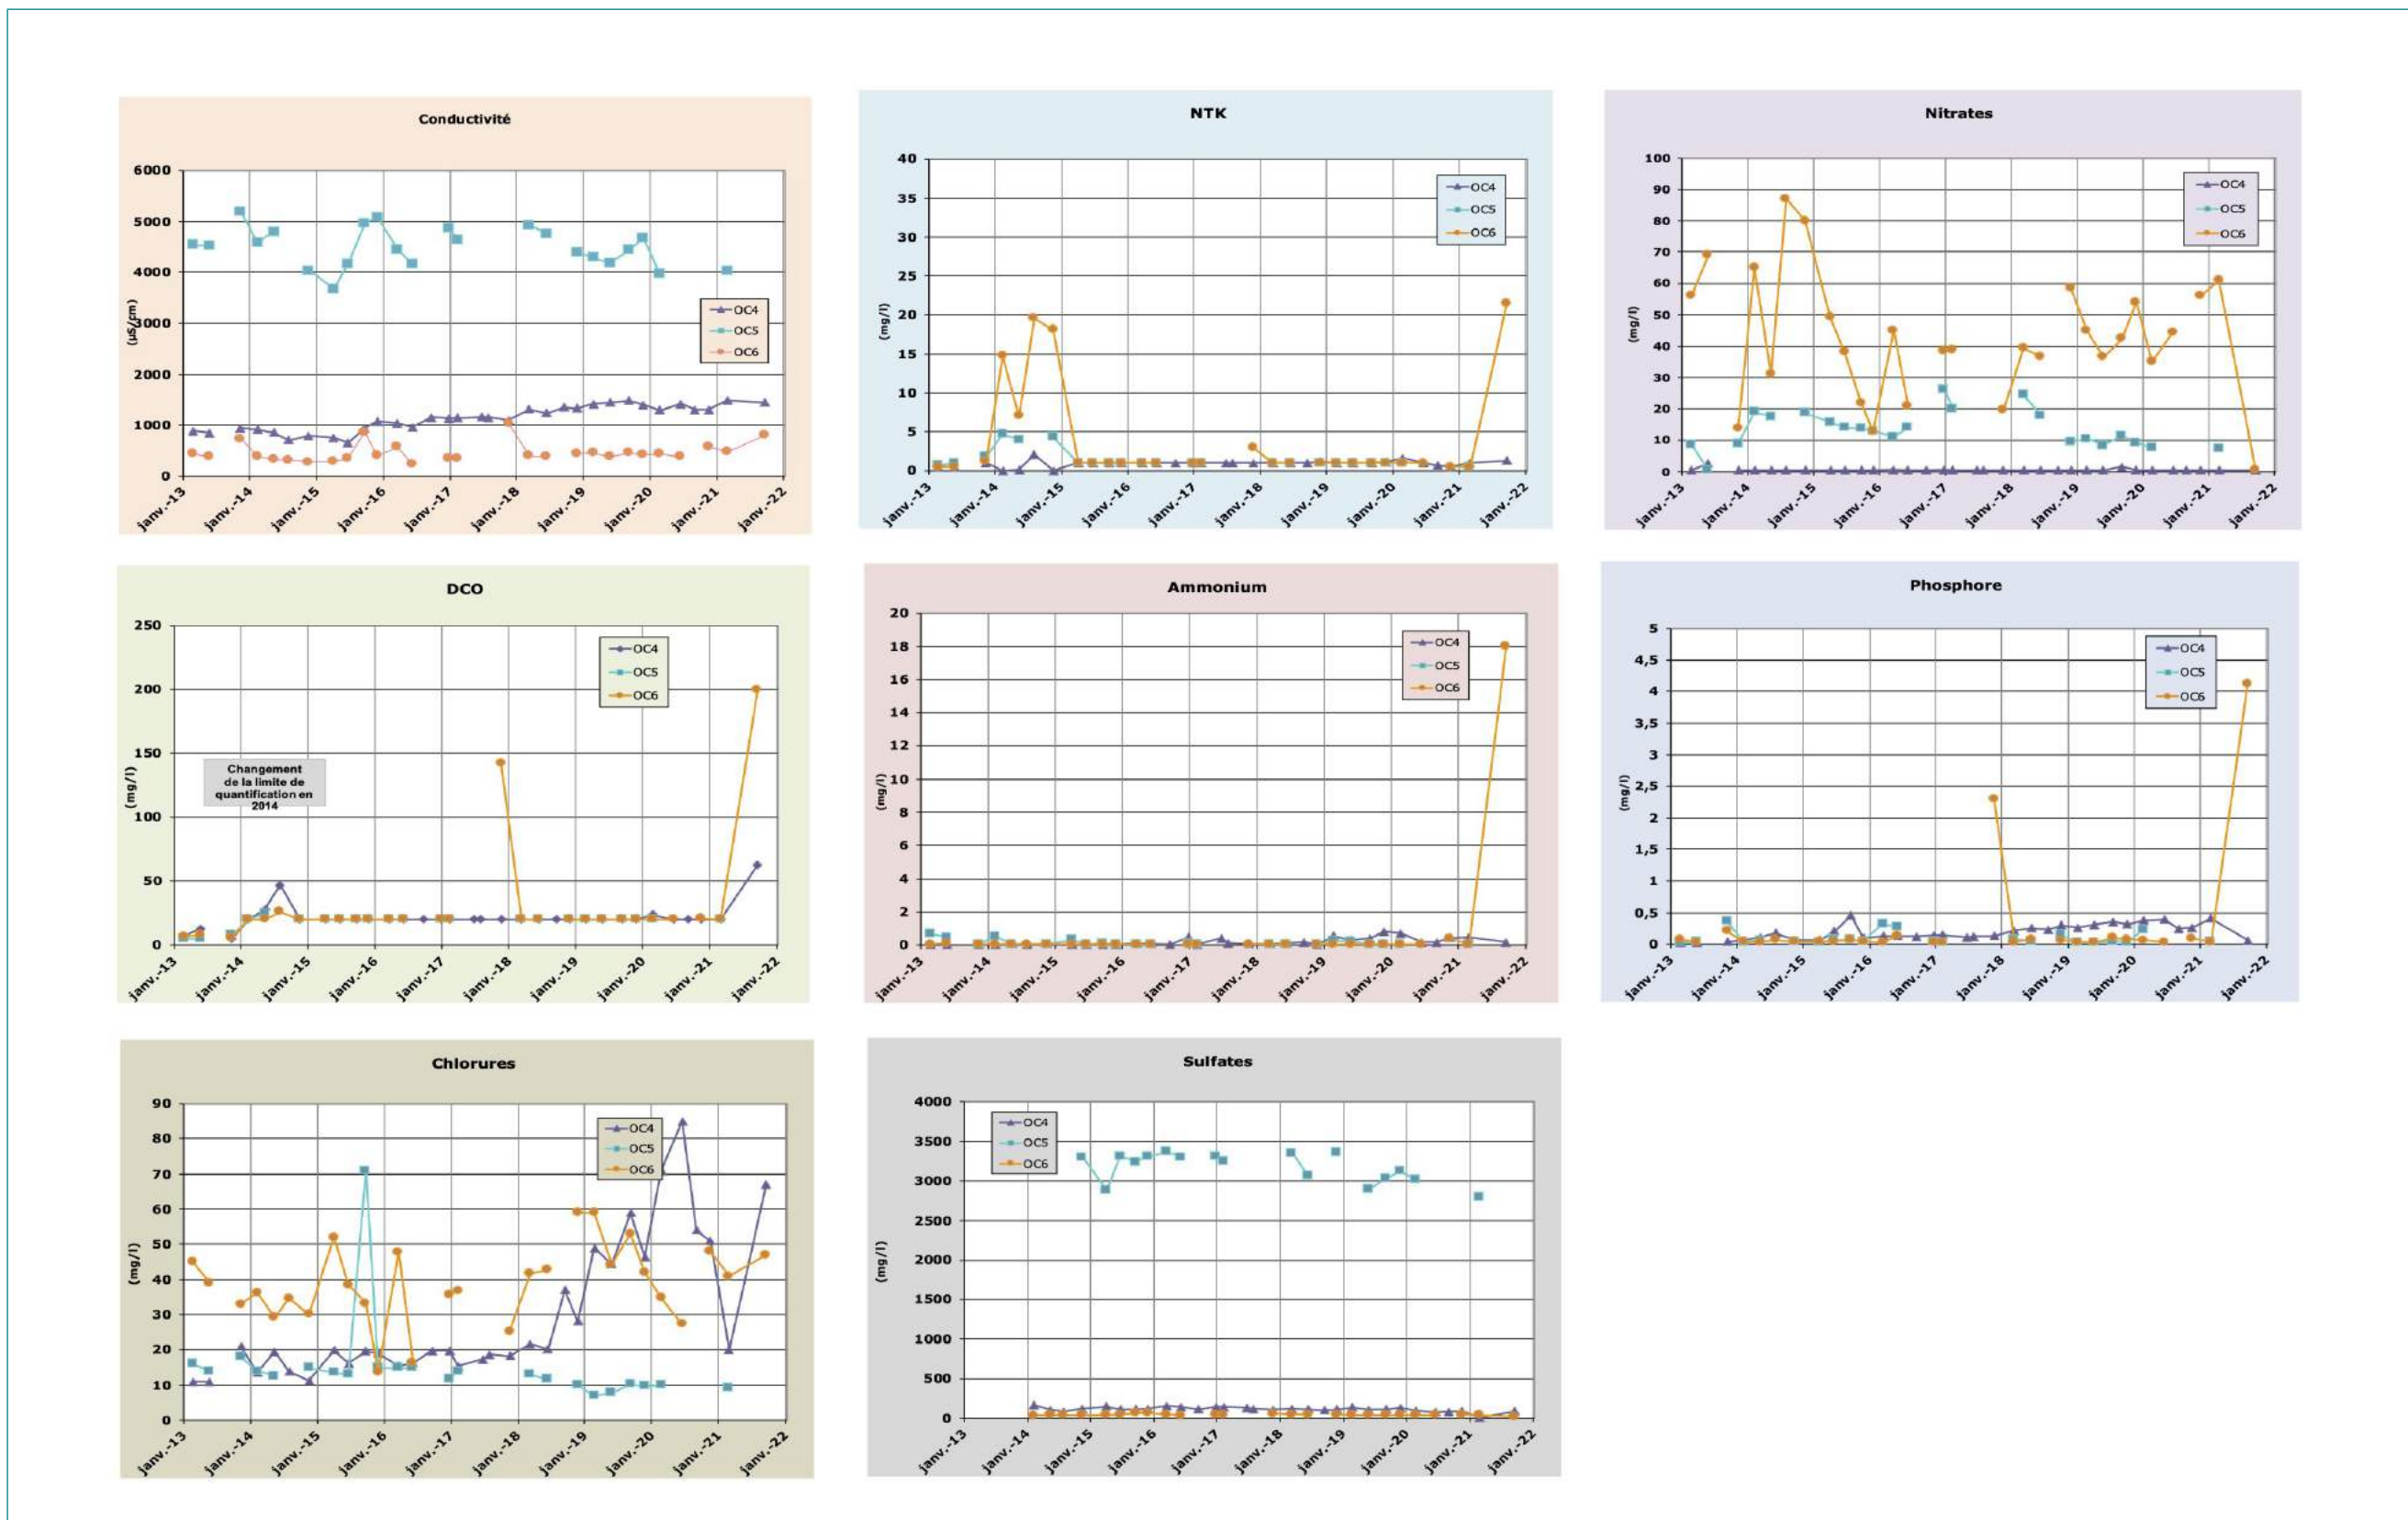 Conductivité
6000
5000
4000
3000
2000
1000
0
(µS/cm)
OC4
OC5
OC6
janv.-13
janv.-14
janv.-15
janv.-16
janv.-17
janv.-18
janv.-19
janv.-20
janv.-21
janv.-22
NTK
40
35
30
25
20
15
10
5
0
(mg/l)
OC4
OC5
OC6
janv.-13
janv.-14
janv.-15
janv.-16
janv.-17
janv.-18
janv.-19
janv.-20
janv.-21
janv.-22
Nitrates
100
90
80
70
60
50
40
30
20
10
0
(mg/l)
OC4
OC5
OC6
janv.-13
janv.-14
janv.-15
janv.-16
janv.-17
janv.-18
janv.-19
janv.-20
janv.-21
janv.-22
DCO
250
200
150
100
50
0
(mg/l)
Changement
de la limite de
quantification en
2014
OC4
OC5
OC6
janv.-13
janv.-14
janv.-15
janv.-16
janv.-17
janv.-18
janv.-19
janv.-20
janv.-21
janv.-22
Ammonium
20
18
16
14
12
10
8
6
4
2
0
(mg/l)
OC4
OC5
OC6
janv.-13
janv.-14
janv.-15
janv.-16
janv.-17
janv.-18
janv.-19
janv.-20
janv.-21
janv.-22
Phosphore
5
4,5
4
3,5
3
2,5
2
1,5
1
0,5
0
(mg/l)
OC4
OC5
OC6
janv.-13
janv.-14
janv.-15
janv.-16
janv.-17
janv.-18
janv.-19
janv.-20
janv.-21
janv.-22
Chlorures
90
80
70
60
50
40
30
20
10
0
(mg/l)
OC4
OC5
OC6
janv.-13
janv.-14
janv.-15
janv.-16
janv.-17
janv.-18
janv.-19
janv.-20
janv.-21
janv.-22
Sulfates
4000
3500
3000
2500
2000
1500
1000
500
0
(mg/l)
OC4
OC5
OC6
janv.-13
janv.-14
janv.-15
janv.-16
janv.-17
janv.-18
janv.-19
janv.-20
janv.-21
janv.-22